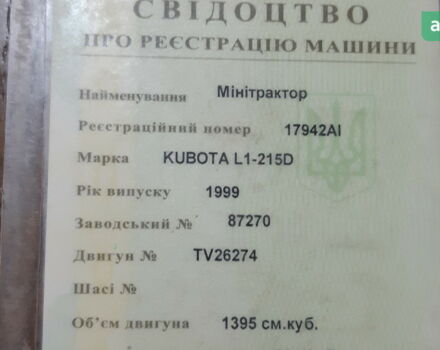 СВІДОЦТВО
ПРО РЕЄСТРАЦІЮ МАШИНИ
Найменування Мінітрактор
Реєстраційний номер 17942АІ
Марка KUBOTA L1-215D
Рік випуску 1999
Заводський № 87270
Двигун № TV26274
Шасі №
Об'єм двигуна 1395 см.куб.